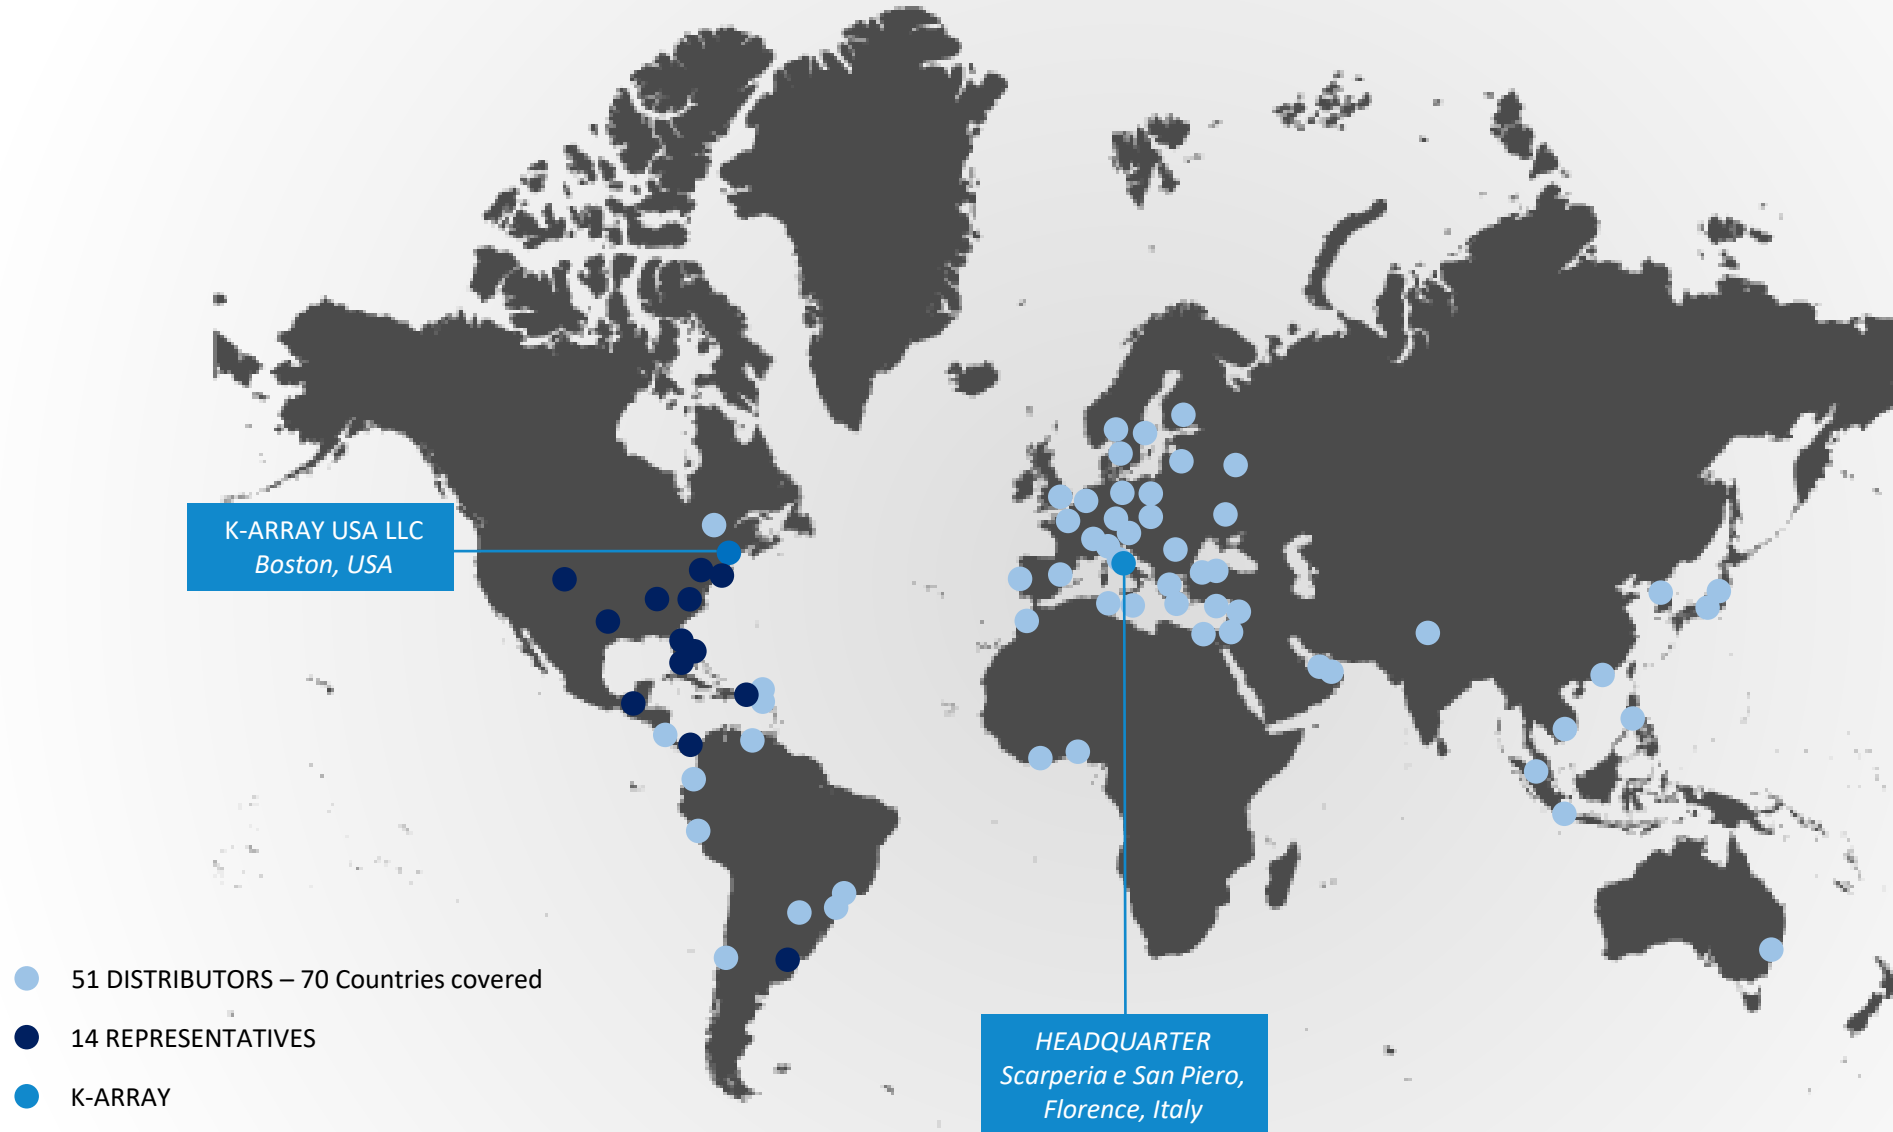 K-ARRAY USA LLC
Boston, USA
51 DISTRIBUTORS – 70 Countries covered
14 REPRESENTATIVES
K-ARRAY
HEADQUARTER
Scarperia e San Piero,
Florence, Italy